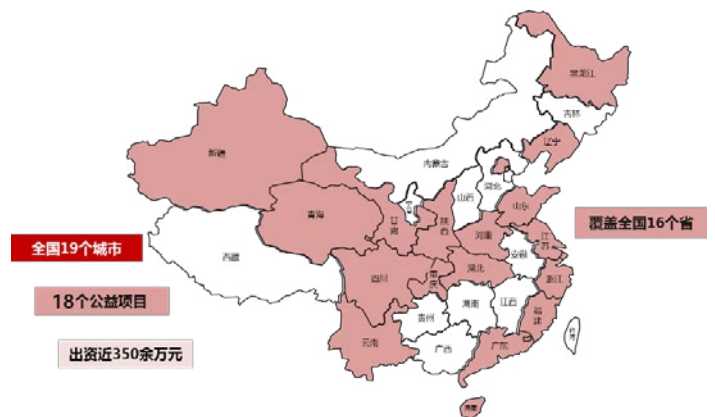 黑龙江
吉林
辽宁
新疆
内蒙古
河北
山西
山东
宁夏
青海
甘肃
陕西
覆盖全国16个省
河南
江苏
全国19个城市
西藏
安徽
四川
重庆
湖北
浙江
18个公益项目
湖南
江西
贵州
福建
云南
台湾
出资近350余万元
广西
广东
海南